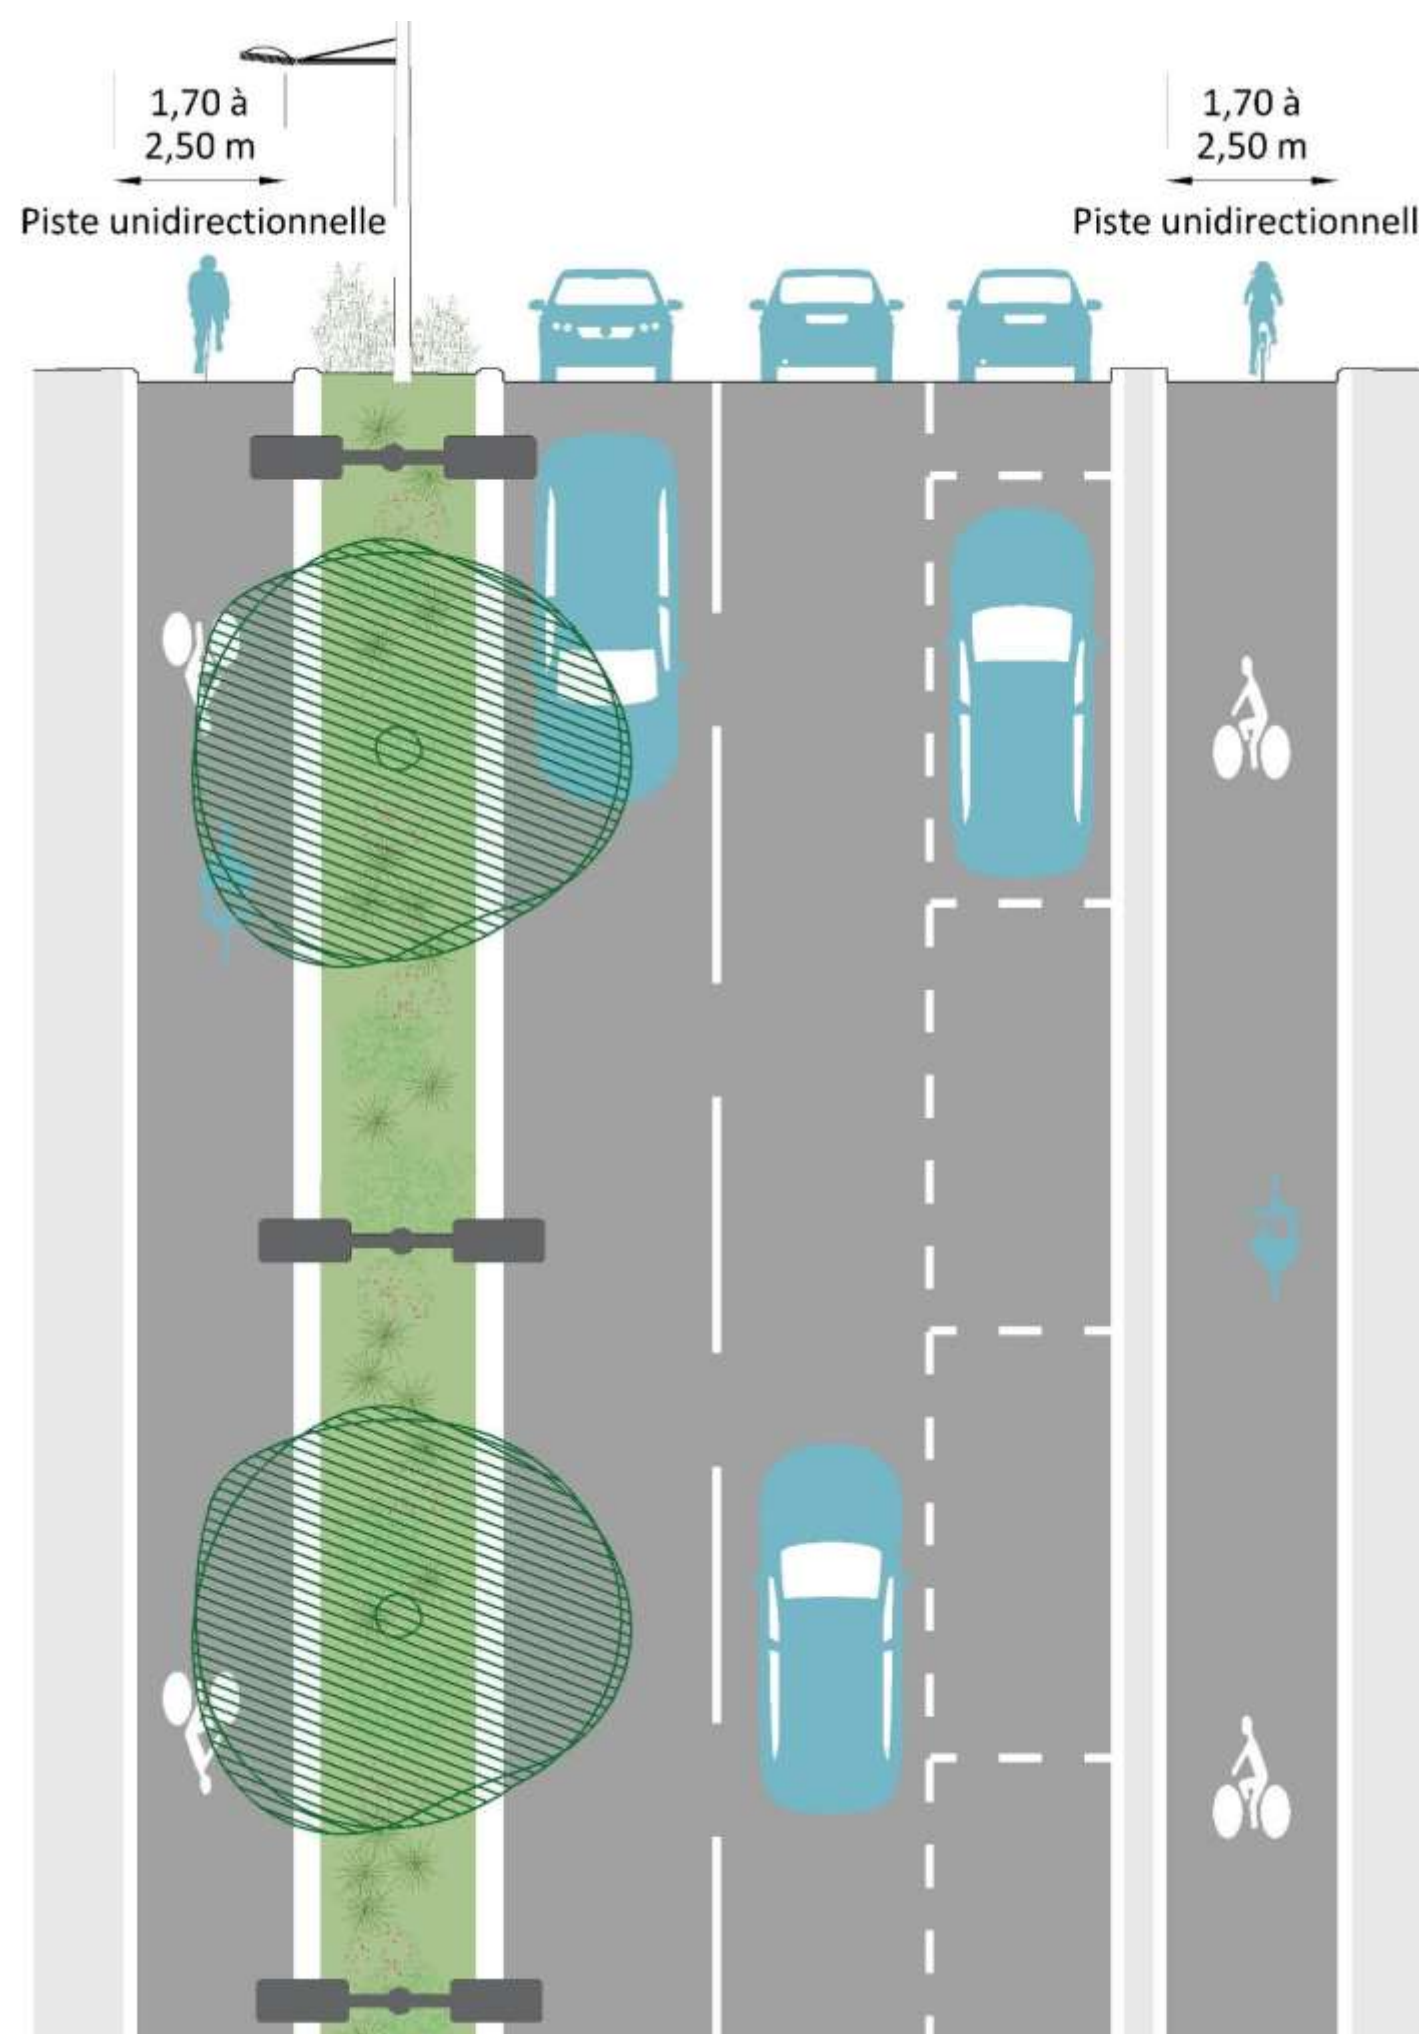 1,70 à
2,50 m
Piste unidirectionnelle
1,70 à
2,50 m
Piste unidirectionnell